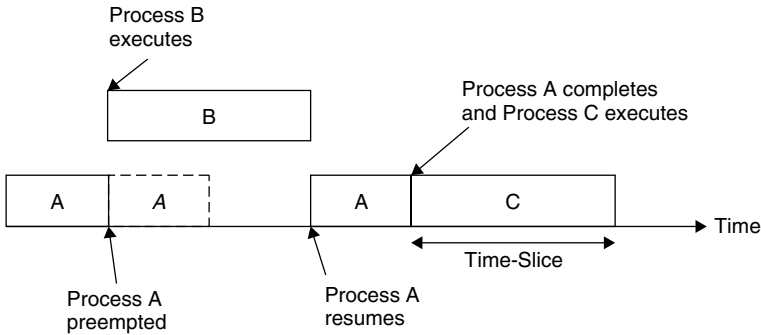 Process B
executes
Process A completes
and Process C executes
B
A
A
A
C
Time
Time-Slice
Process A
preempted
Process A
resumes